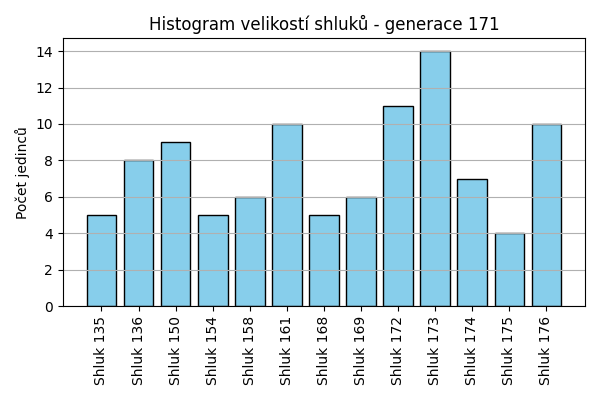 Histogram velikostí shluků - generace 171
Počet jedinců
14
12
10
8
6
4
2
0
Shluk 135
Shluk 136
Shluk 150
Shluk 154
Shluk 158
Shluk 161
Shluk 168
Shluk 169
Shluk 172
Shluk 173
Shluk 174
Shluk 175
Shluk 176